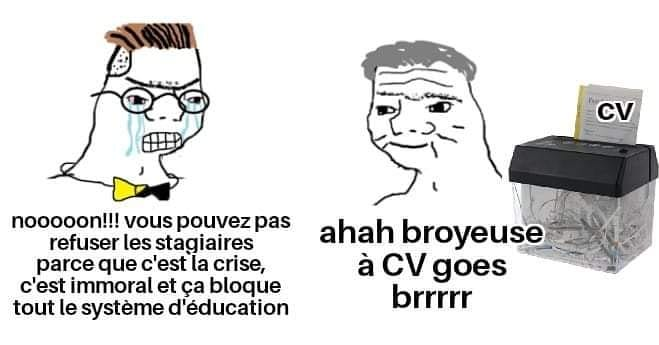 nooooon!!! vous pouvez pas
refuser les stagiaires
parce que c'est la crise,
c'est immoral et ça bloque
tout le système d'éducation
ahah broyeuse
à CV goes
brrrrr
CV